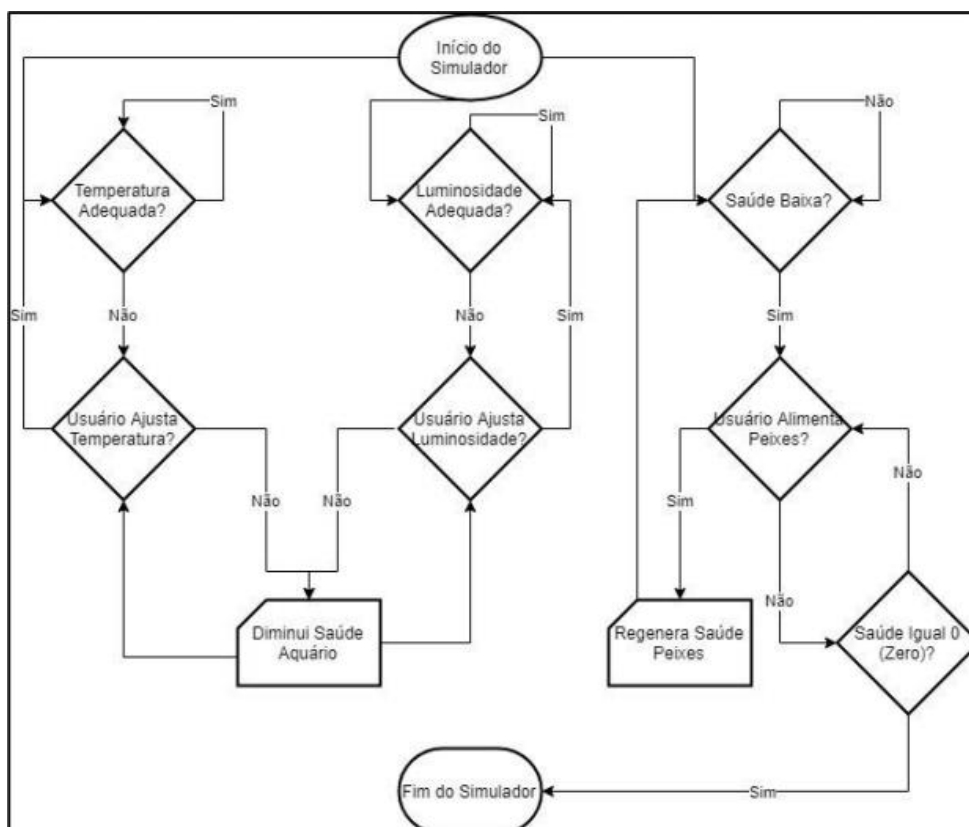 Início do
Simulador
Sim
Sim
Não
Temperatura
Adequada?
Luminosidade
Adequada?
Saúde Baixa?
Sim
Não
Não
Sim
Sim
Usuário Ajusta
Temperatura?
Usuário Ajusta
Luminosidade?
Usuário Alimenta
Peixes?
Não
Não
Sim
Não
Não
Diminui Saúde
Aquário
Regenera Saúde
Peixes
Saúde Igual 0
(Zero)?
Fim do Simulador
Sim